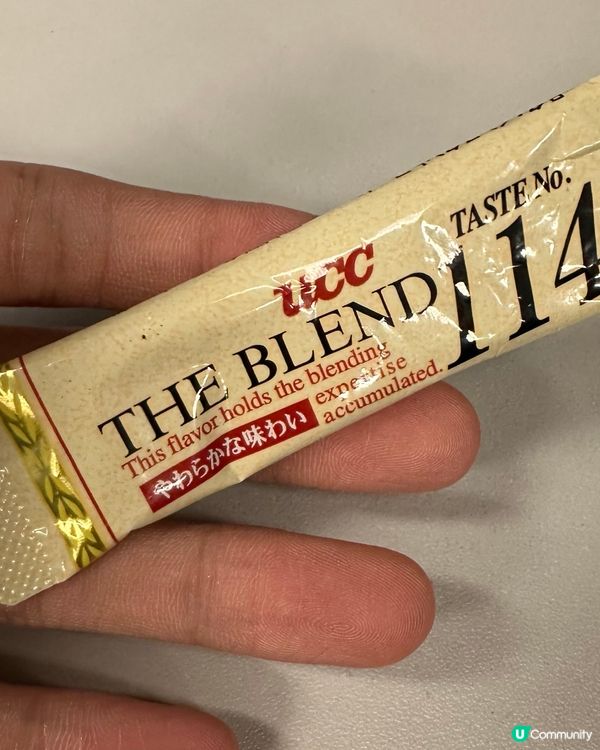 TASTE No.
114
ucc
THE BLEND
This flavor holds the blending
expertise
accumulated.
やわらかな味わい
U Community